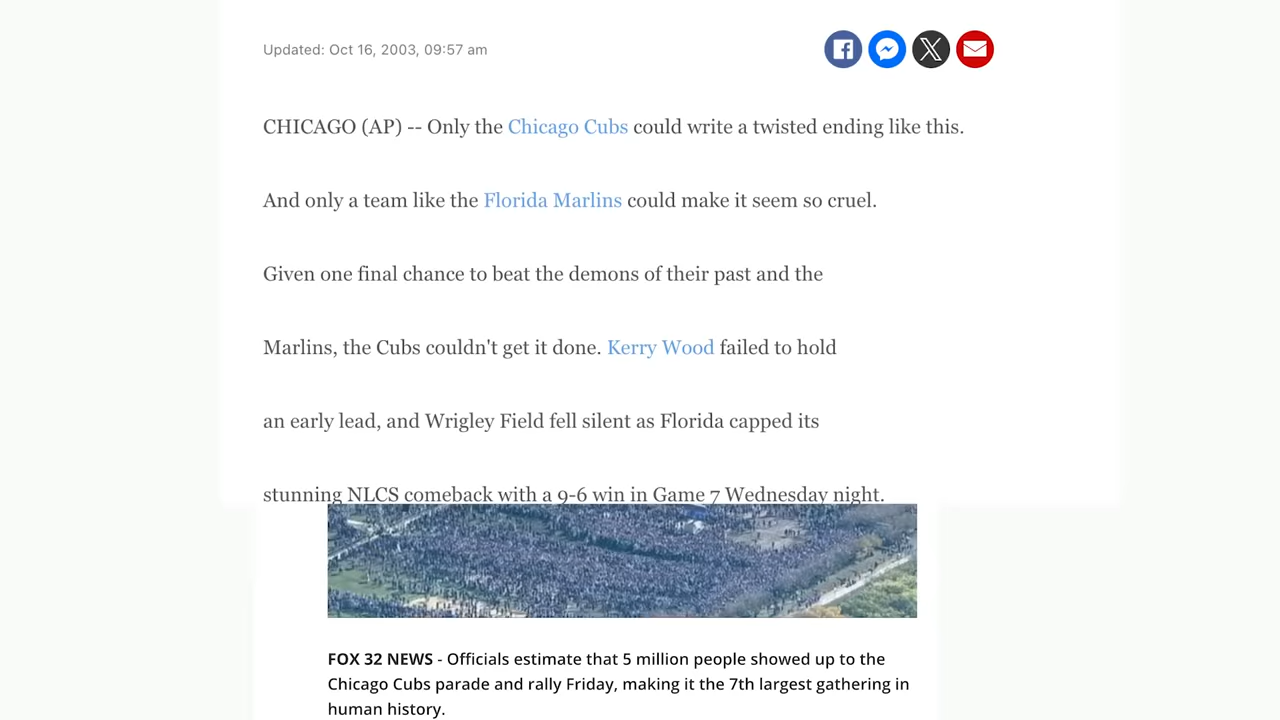 Updated: Oct 16, 2003, 09:57 am
CHICAGO (AP) -- Only the Chicago Cubs could write a twisted ending like this.
And only a team like the Florida Marlins could make it seem so cruel.
Given one final chance to beat the demons of their past and the
Marlins, the Cubs couldn't get it done. Kerry Wood failed to hold
an early lead, and Wrigley Field fell silent as Florida capped its
stunning NLCS comeback with a 9-6 win in Game 7 Wednesday night.
FOX 32 NEWS - Officials estimate that 5 million people showed up to the
Chicago Cubs parade and rally Friday, making it the 7th largest gathering in
human history.